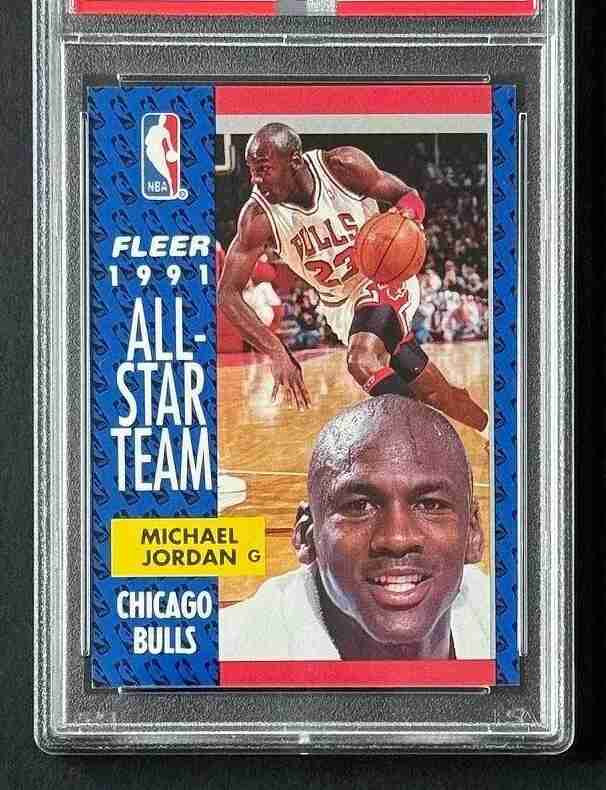 NBA
FLEER
1991
ALL-
STAR
TEAM
MICHAEL
JORDAN G
CHICAGO
BULLS
BULLS
23